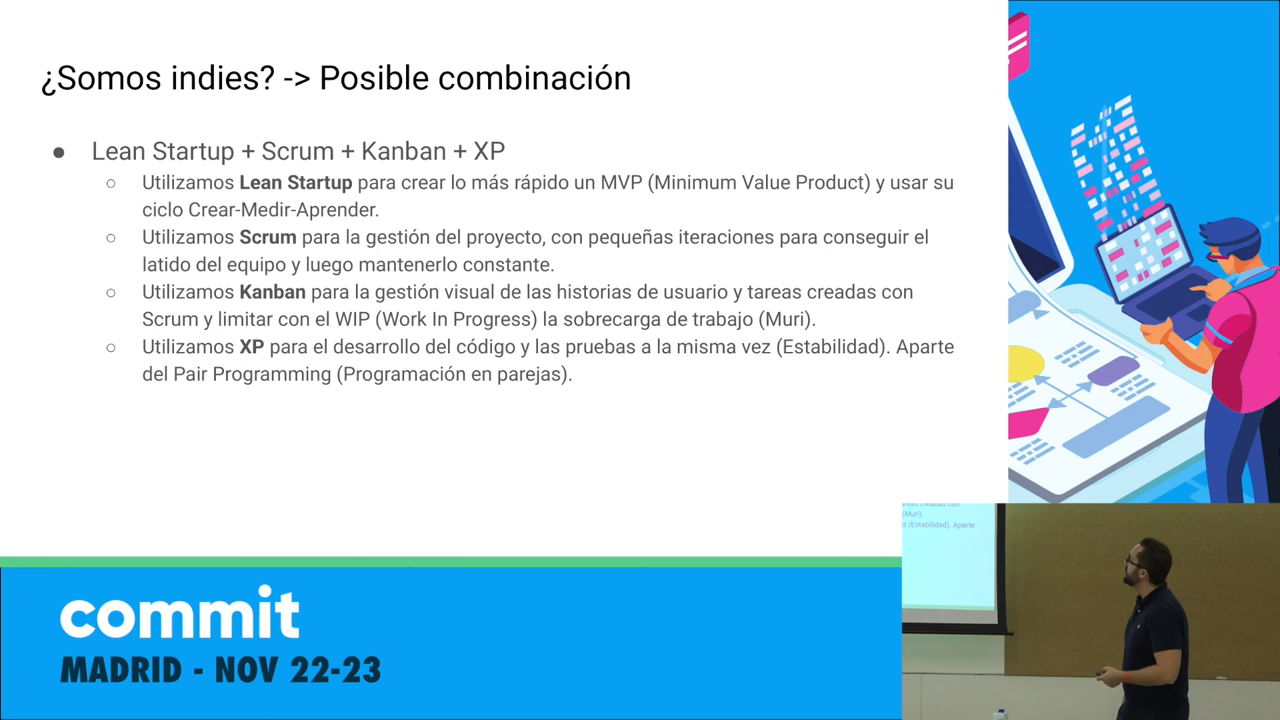 ¿Somos indies? -> Posible combinación
● Lean Startup + Scrum + Kanban + XP
○ Utilizamos Lean Startup para crear lo más rápido un MVP (Minimum Value Product) y usar su
ciclo Crear-Medir-Aprender.
○ Utilizamos Scrum para la gestión del proyecto, con pequeñas iteraciones para conseguir el
latido del equipo y luego mantenerlo constante.
○ Utilizamos Kanban para la gestión visual de las historias de usuario y tareas creadas con
Scrum y limitar con el WIP (Work In Progress) la sobrecarga de trabajo (Muri).
○ Utilizamos XP para el desarrollo del código y las pruebas a la misma vez (Estabilidad). Aparte
del Pair Programming (Programación en parejas).
creadas con
(Muri).
(Estabilidad). Aparte
commit
MADRID - NOV 22-23